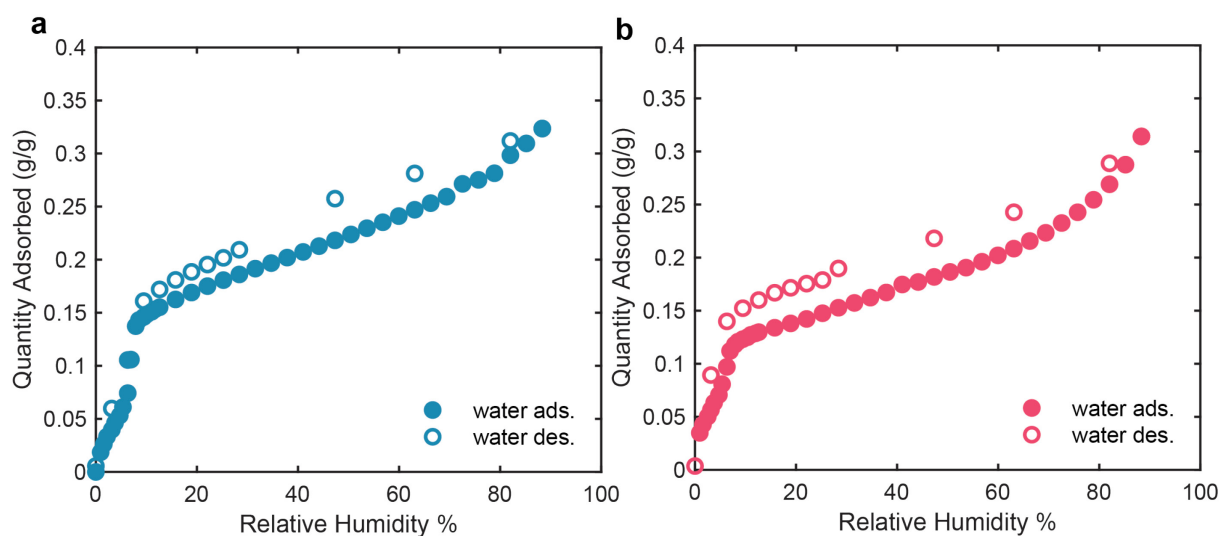 a
Quantity Adsorbed (g/g)
0.4
0.35
0.3
0.25
0.2
0.15
0.1
0.05
0
0 20 40 60 80 100
Relative Humidity %
water ads.
water des.
b
Quantity Adsorbed (g/g)
0.4
0.35
0.3
0.25
0.2
0.15
0.1
0.05
0
0 20 40 60 80 100
Relative Humidity %
water ads.
water des.